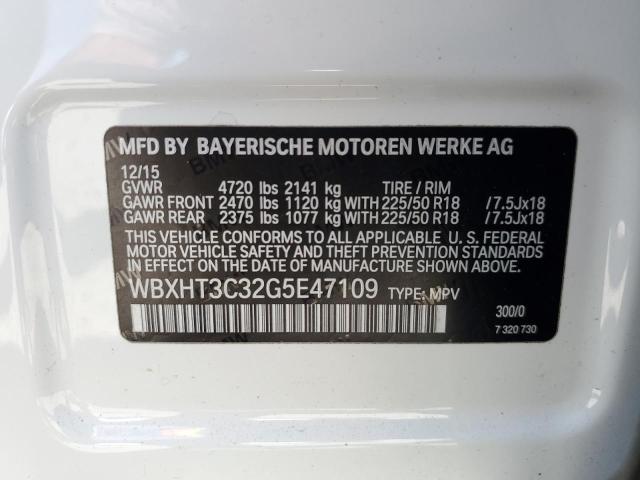 MFD BY BAYERISCHE MOTOREN WERKE AG
12/15
GVWR 4720 lbs 2141 kg TIRE / RIM
GAWR FRONT 2470 lbs 1120 kg WITH 225/50 R18 /7.5Jx18
GAWR REAR 2375 lbs 1077 kg WITH 225/50 R18 /7.5Jx18
THIS VEHICLE CONFORMS TO ALL APPLICABLE U. S. FEDERAL
MOTOR VEHICLE SAFETY AND THEFT PREVENTION STANDARDS
IN EFFECT ON THE DATE OF MANUFACTURE SHOWN ABOVE.
WBXHT3C32G5E47109 TYPE: MPV
300/0
7 320 730